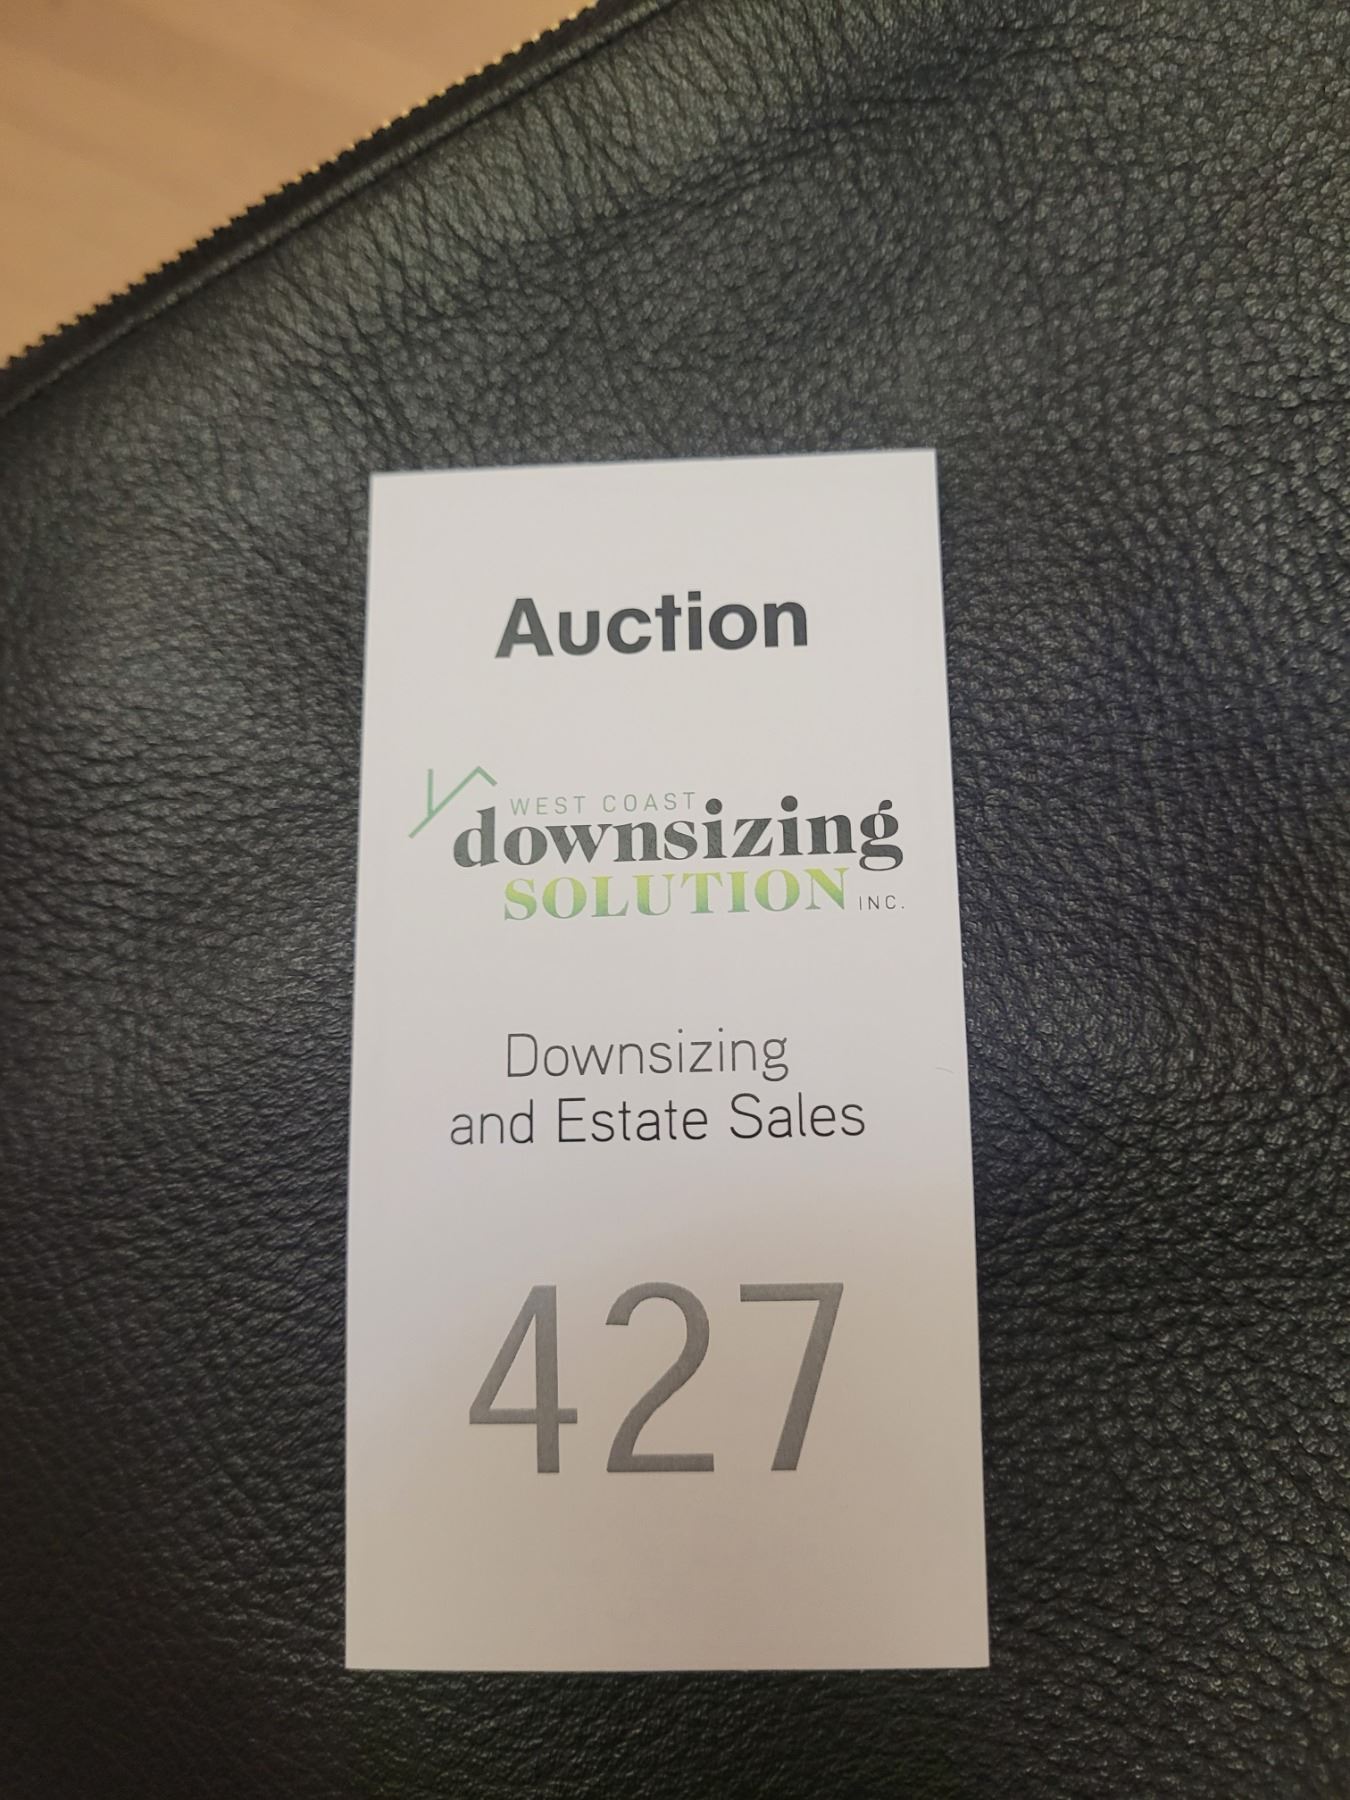 Auction
WEST COAST
downsizing
SOLUTION INC.
Downsizing
and Estate Sales
427